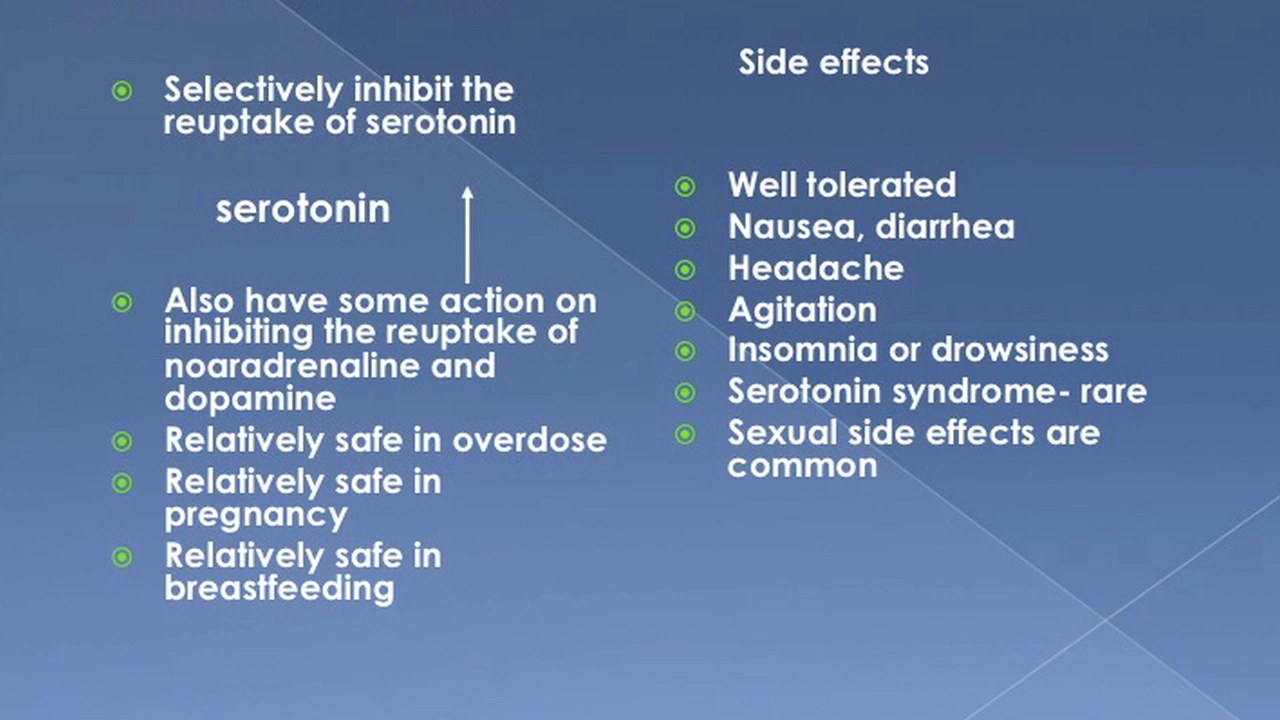 Selectively inhibit the
reuptake of serotonin
serotonin
Also have some action on
inhibiting the reuptake of
noaradrenaline and
dopamine
Relatively safe in overdose
Relatively safe in
pregnancy
Relatively safe in
breastfeeding
Side effects
Well tolerated
Nausea, diarrhea
Headache
Agitation
Insomnia or drowsiness
Serotonin syndrome- rare
Sexual side effects are
common